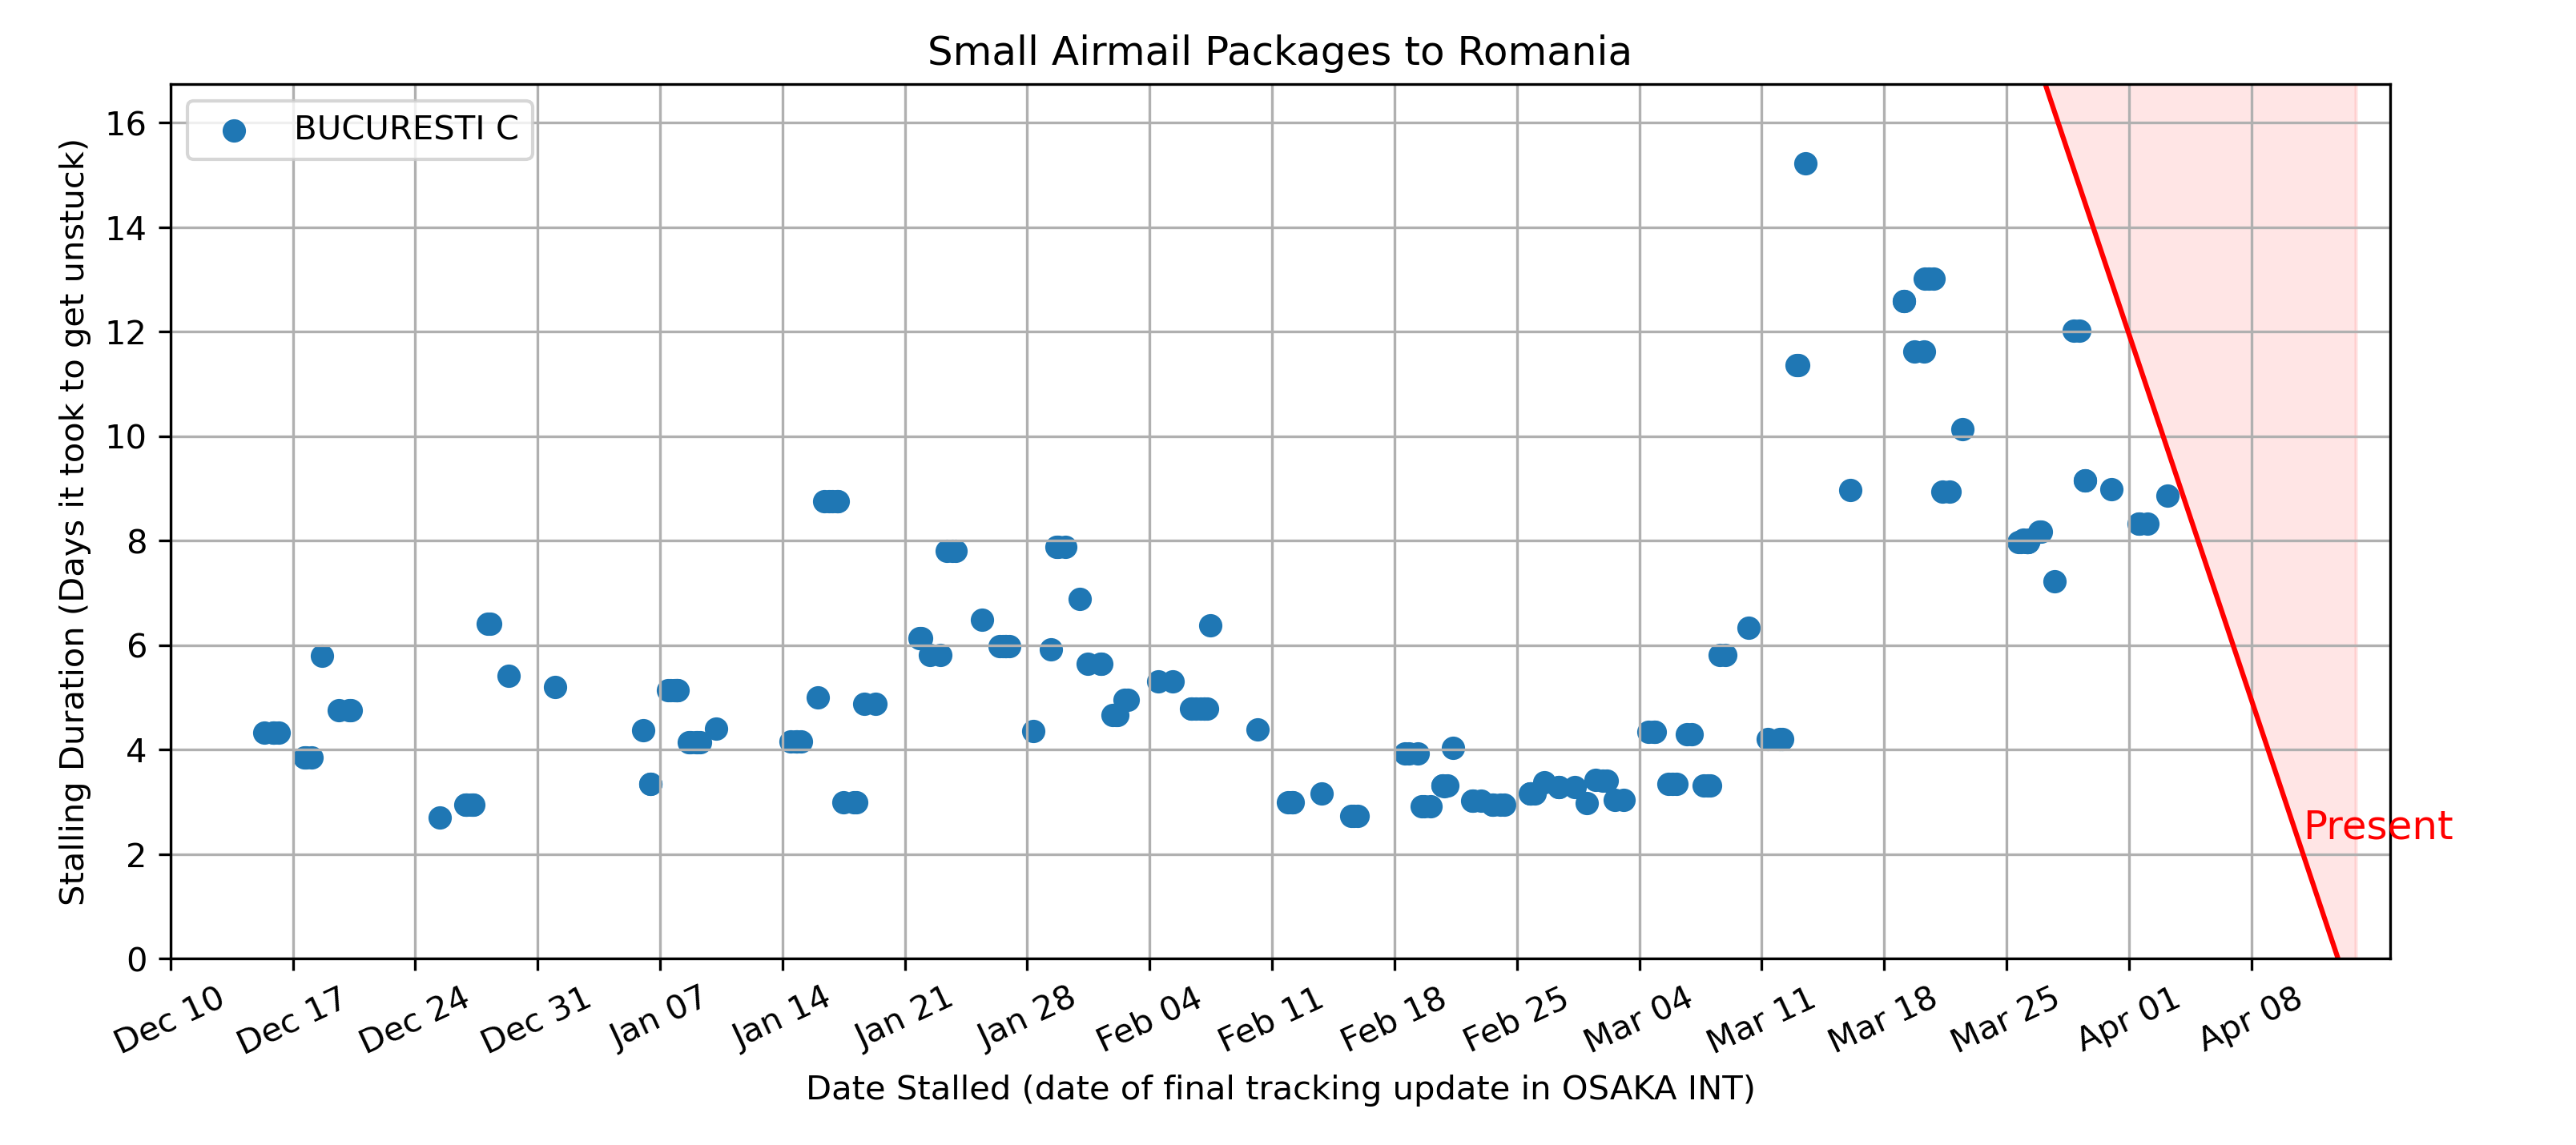 Small Airmail Packages to Romania
BUCURESTI C
Stalling Duration (Days it took to get unstuck)
16
14
12
10
8
6
4
2
0
Present
Dec 10
Dec 17
Dec 24
Dec 31
Jan 07
Jan 14
Jan 21
Jan 28
Feb 04
Feb 11
Feb 18
Feb 25
Mar 04
Mar 11
Mar 18
Mar 25
Apr 01
Apr 08
Date Stalled (date of final tracking update in OSAKA INT)